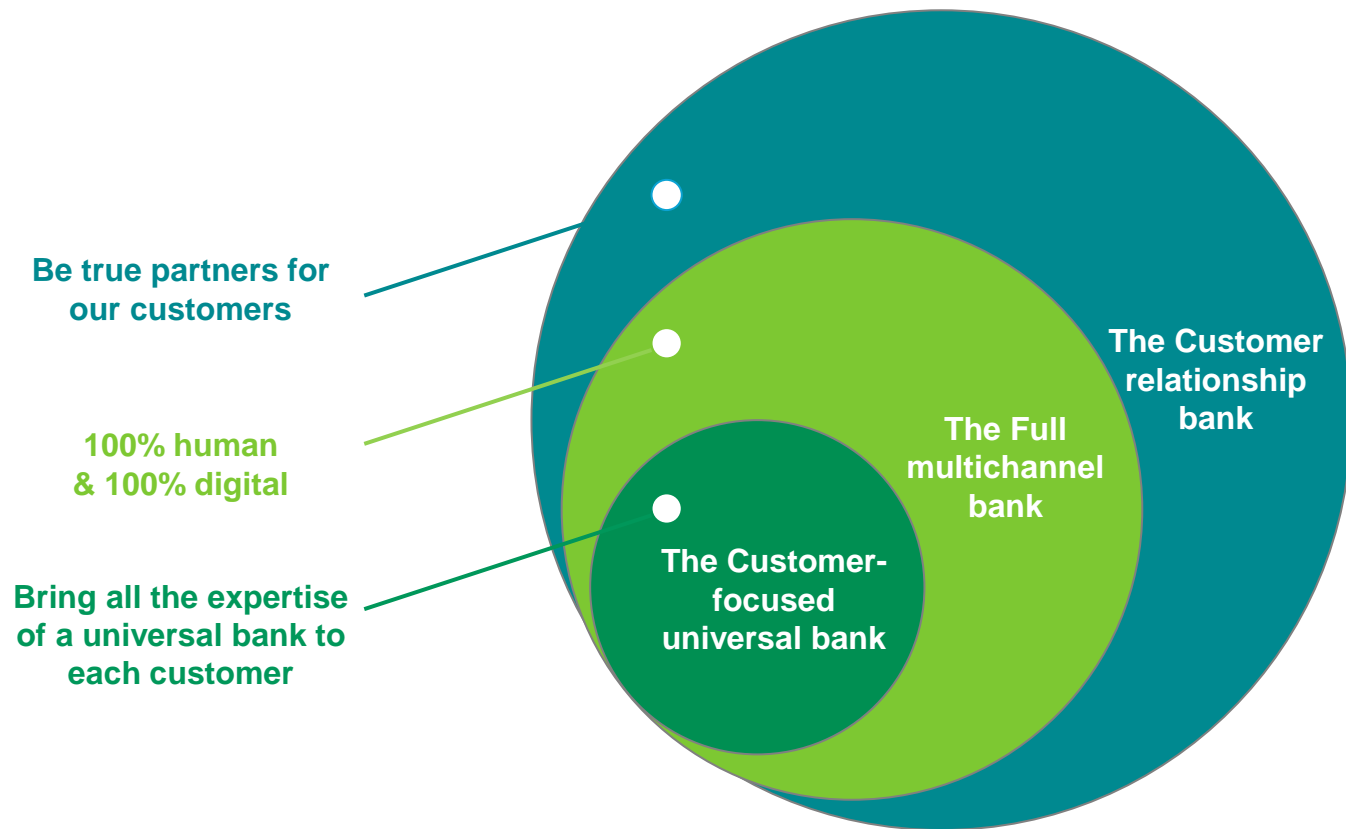 Be true partners for
our customers
100% human
& 100% digital
Bring all the expertise
of a universal bank to
each customer
The Customer
relationship
bank
The Full
multichannel
bank
The Customer-
focused
universal bank